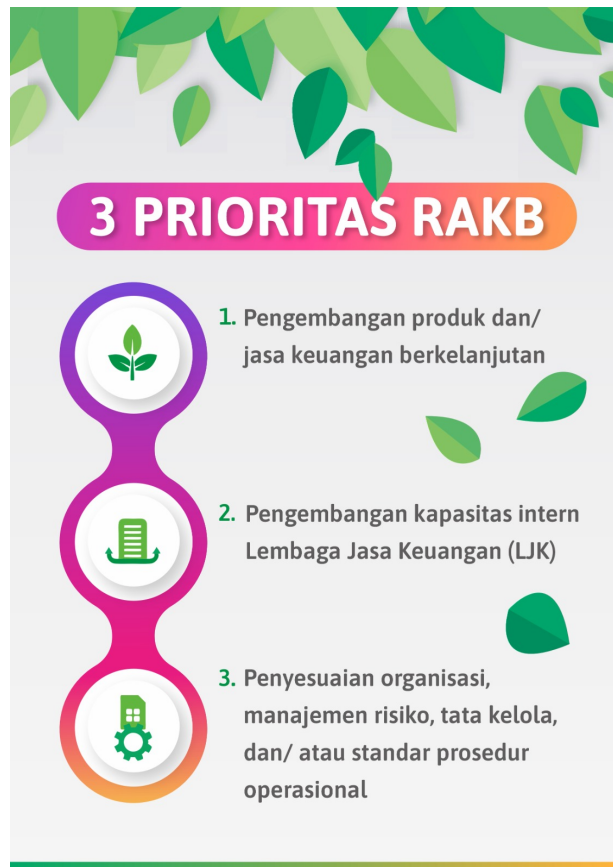 3 PRIORITAS RAKB
1. Pengembangan produk dan/
jasa keuangan berkelanjutan
2. Pengembangan kapasitas intern
Lembaga Jasa Keuangan (LJK)
3. Penyesuaian organisasi,
manajemen risiko, tata kelola,
dan/ atau standar prosedur
operasional